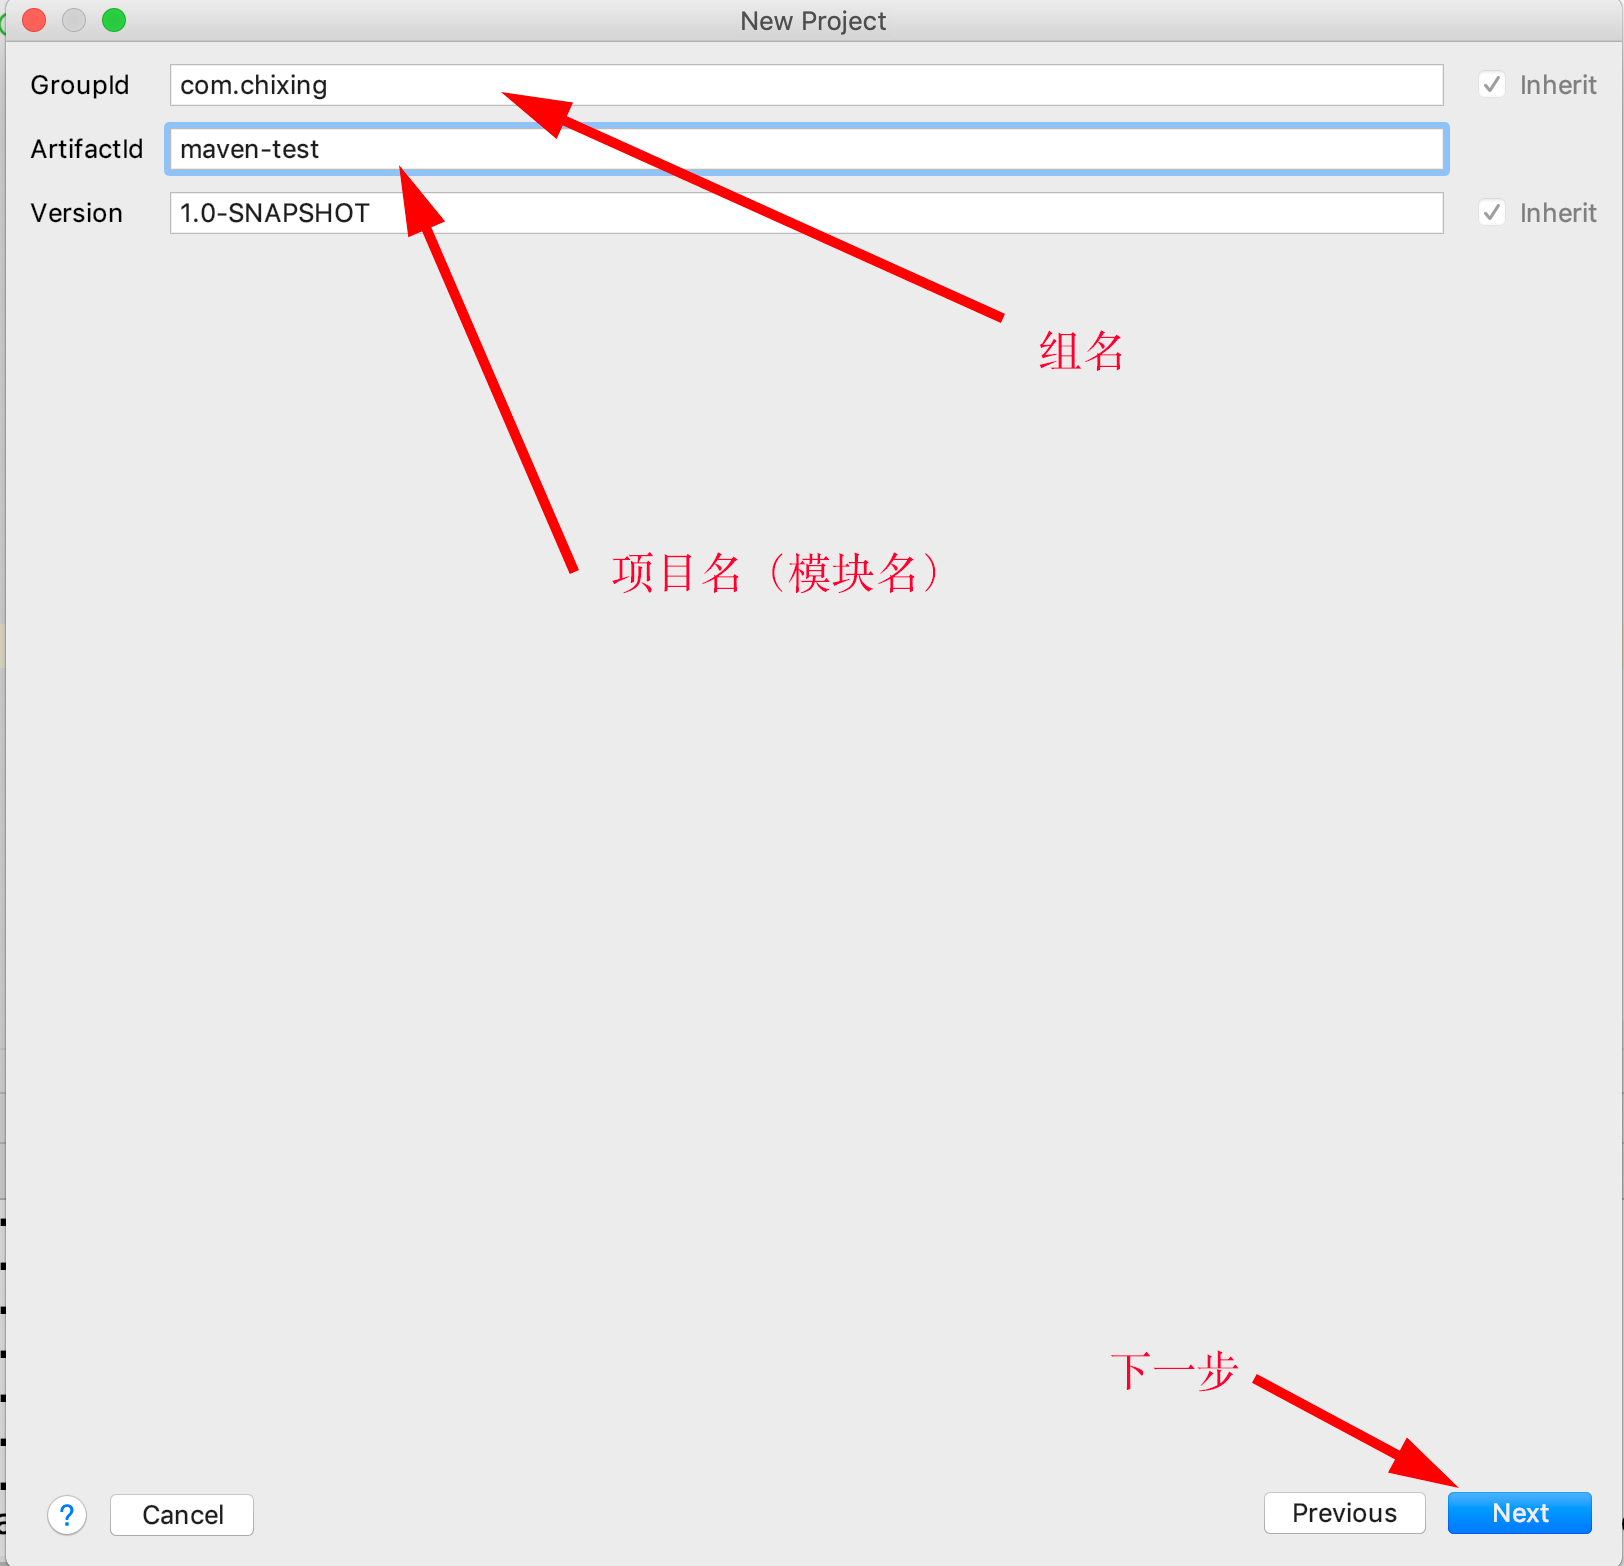 New Project
GroupId com.chixing Inherit
ArtifactId maven-test
Version 1.0-SNAPSHOT Inherit
组名
项目名（模块名）
下一步
? Cancel Previous Next